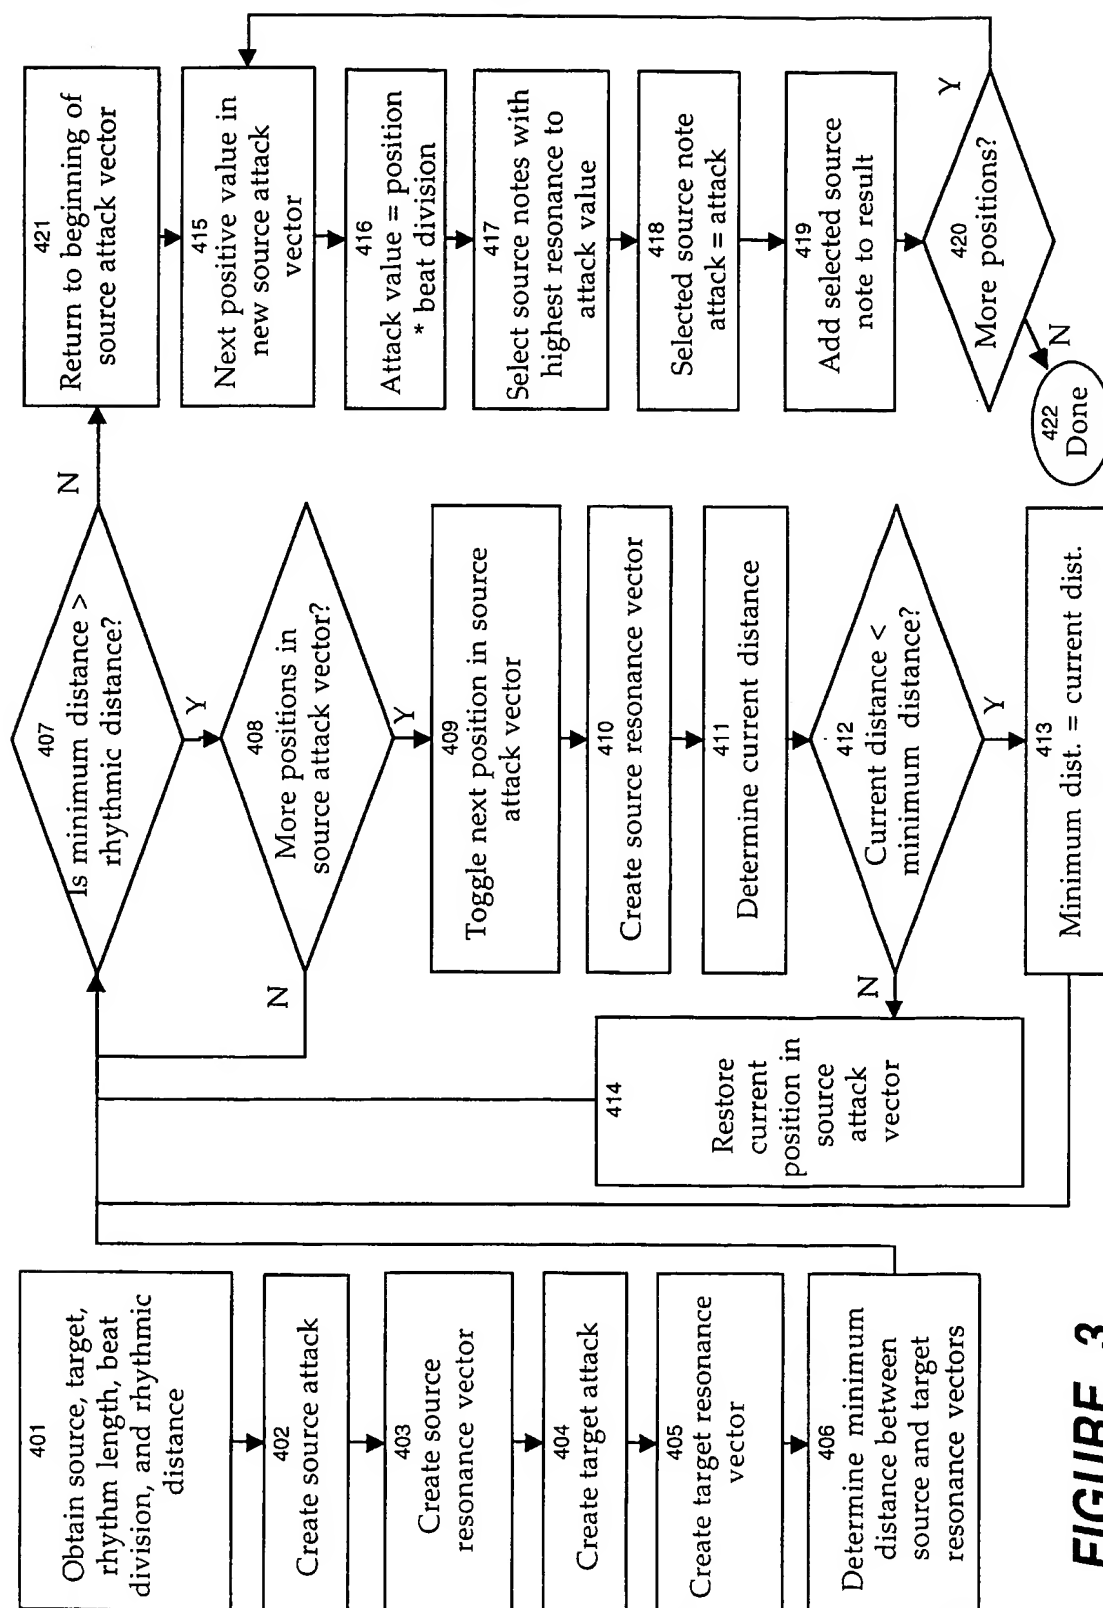 401
Obtain source, target,
rhythm length, beat
division, and rhythmic
distance
402
Create source attack
403
Create source
resonance vector
404
Create target attack
405
Create target resonance
vector
406
Determine minimum
distance between
source and target
resonance vectors
407
Is minimum distance >
rhythmic distance?
N
Y
408
More positions in
source attack vector?
N
Y
409
Toggle next position in source
attack vector
410
Create source resonance vector
411
Determine current distance
412
Current distance <
minimum distance?
N
Y
413
Minimum dist. = current dist.
414
Restore
current
position in
source
attack
vector
421
Return to beginning of
source attack vector
415
Next positive value in
new source attack
vector
416
Attack value = position
* beat division
417
Select source notes with
highest resonance to
attack value
418
Selected source note
attack = attack
419
Add selected source
note to result
420
More positions?
Y
N
422
Done
FIGURE 3